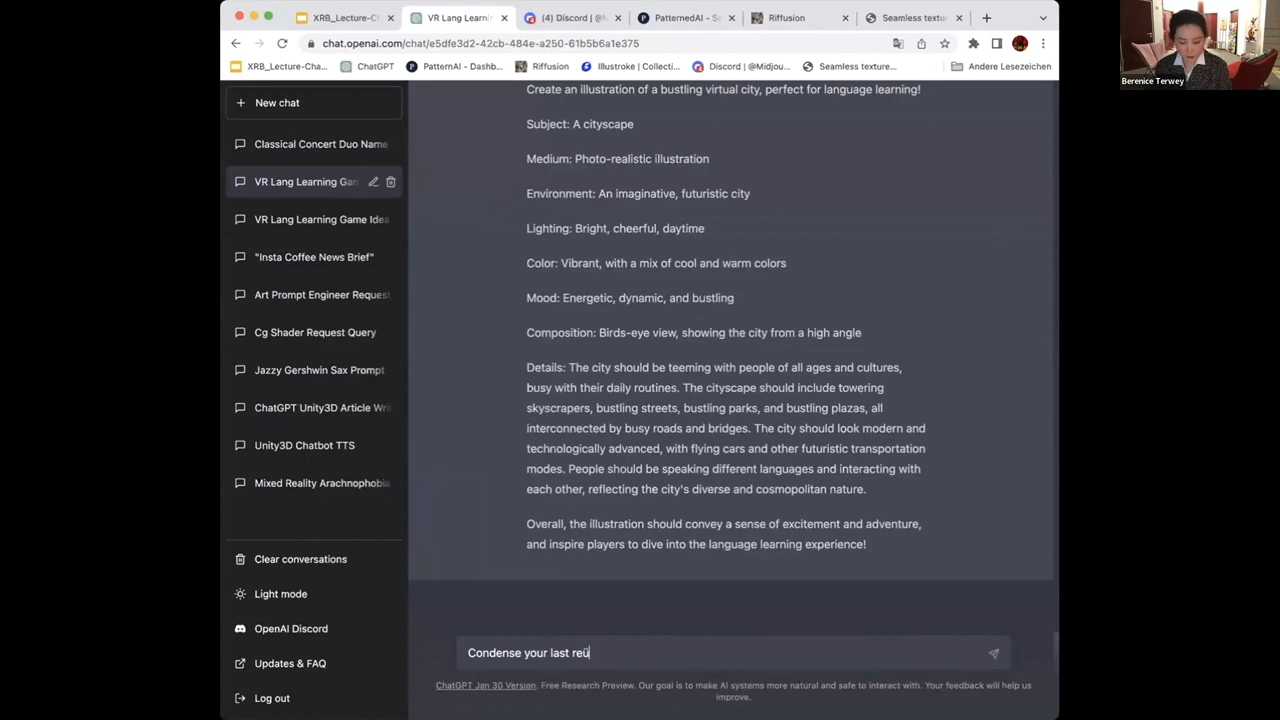 XRB_Lecture-C
VR Lang Learnin
(4) Discord | @M
PatternedAI - S
Riffusion
Seamless textu
chat.openai.com/chat/e5dfe3d2-42cb-484e-a250-61b5b6a1e375
XRB_Lecture-Cha...
ChatGPT
PatternAI - Dashb...
Riffusion
Illustroke | Collecti...
Discord | @Midjou...
Seamless texture...
Andere Lesezeichen
Berenice Terwey
New chat
Classical Concert Duo Name
VR Lang Learning Gan
VR Lang Learning Game Idea
"Insta Coffee News Brief"
Art Prompt Engineer Request
Cg Shader Request Query
Jazzy Gershwin Sax Prompt
ChatGPT Unity3D Article Wri
Unity3D Chatbot TTS
Mixed Reality Arachnophobia
Clear conversations
Light mode
OpenAI Discord
Updates & FAQ
Log out
Create an illustration of a bustling virtual city, perfect for language learning!
Subject: A cityscape
Medium: Photo-realistic illustration
Environment: An imaginative, futuristic city
Lighting: Bright, cheerful, daytime
Color: Vibrant, with a mix of cool and warm colors
Mood: Energetic, dynamic, and bustling
Composition: Birds-eye view, showing the city from a high angle
Details: The city should be teeming with people of all ages and cultures,
busy with their daily routines. The cityscape should include towering
skyscrapers, bustling streets, bustling parks, and bustling plazas, all
interconnected by busy roads and bridges. The city should look modern and
technologically advanced, with flying cars and other futuristic transportation
modes. People should be speaking different languages and interacting with
each other, reflecting the city's diverse and cosmopolitan nature.
Overall, the illustration should convey a sense of excitement and adventure,
and inspire players to dive into the language learning experience!
Condense your last reü
ChatGPT Jan 30 Version. Free Research Preview. Our goal is to make AI systems more natural and safe to interact with. Your feedback will help us
improve.